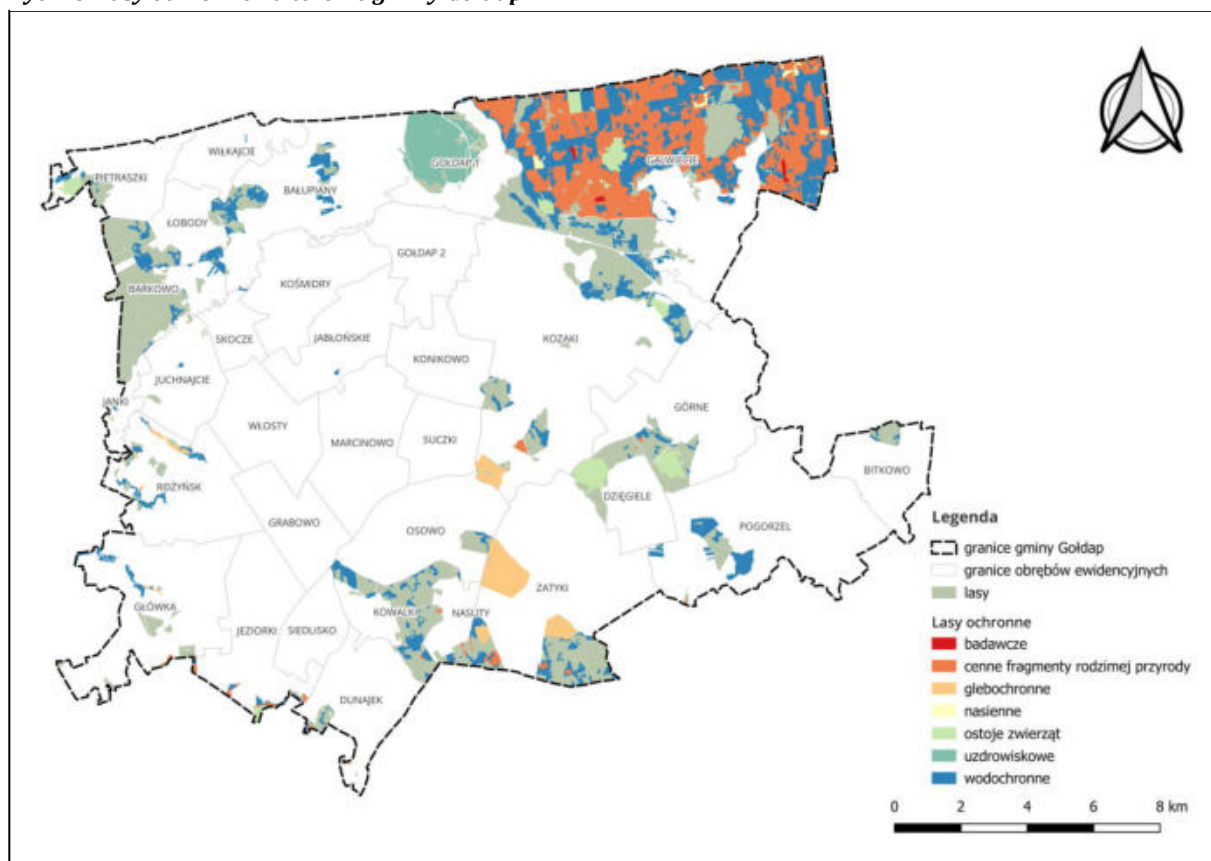 WIŁKAJCIE
GOŁDAP 1
GAJWIĘCIE
PIETRASZKI
BAŁUPIANY
ŁOBODY
GOŁDAP 2
BARKOWO
KOŚMIDRY
SKOCZE
JABŁOŃSKIE
KOZAKI
KONIKOWO
JUCHNAJCIE
JANKI
GÓRNE
WŁOSTY
MARCINOWO
SUCZKI
BITKOWO
ROŻYŃSK
DZIĘGIELE
GRABOWO
OSOWO
POGORZEL
ŻATYKI
GŁÓWKA
KOWALKI
NASUTY
JEZIORKI
SIEDLISKO
DUNAJEK
Legenda
granice gminy Gołdap
granice obrębów ewidencyjnych
lasy
Lasy ochronne
badawcze
cenne fragmenty rodzimej przyrody
glebochronne
nasienne
ostoje zwierząt
uzdrowiskowe
wodochronne
0 2 4 6 8 km